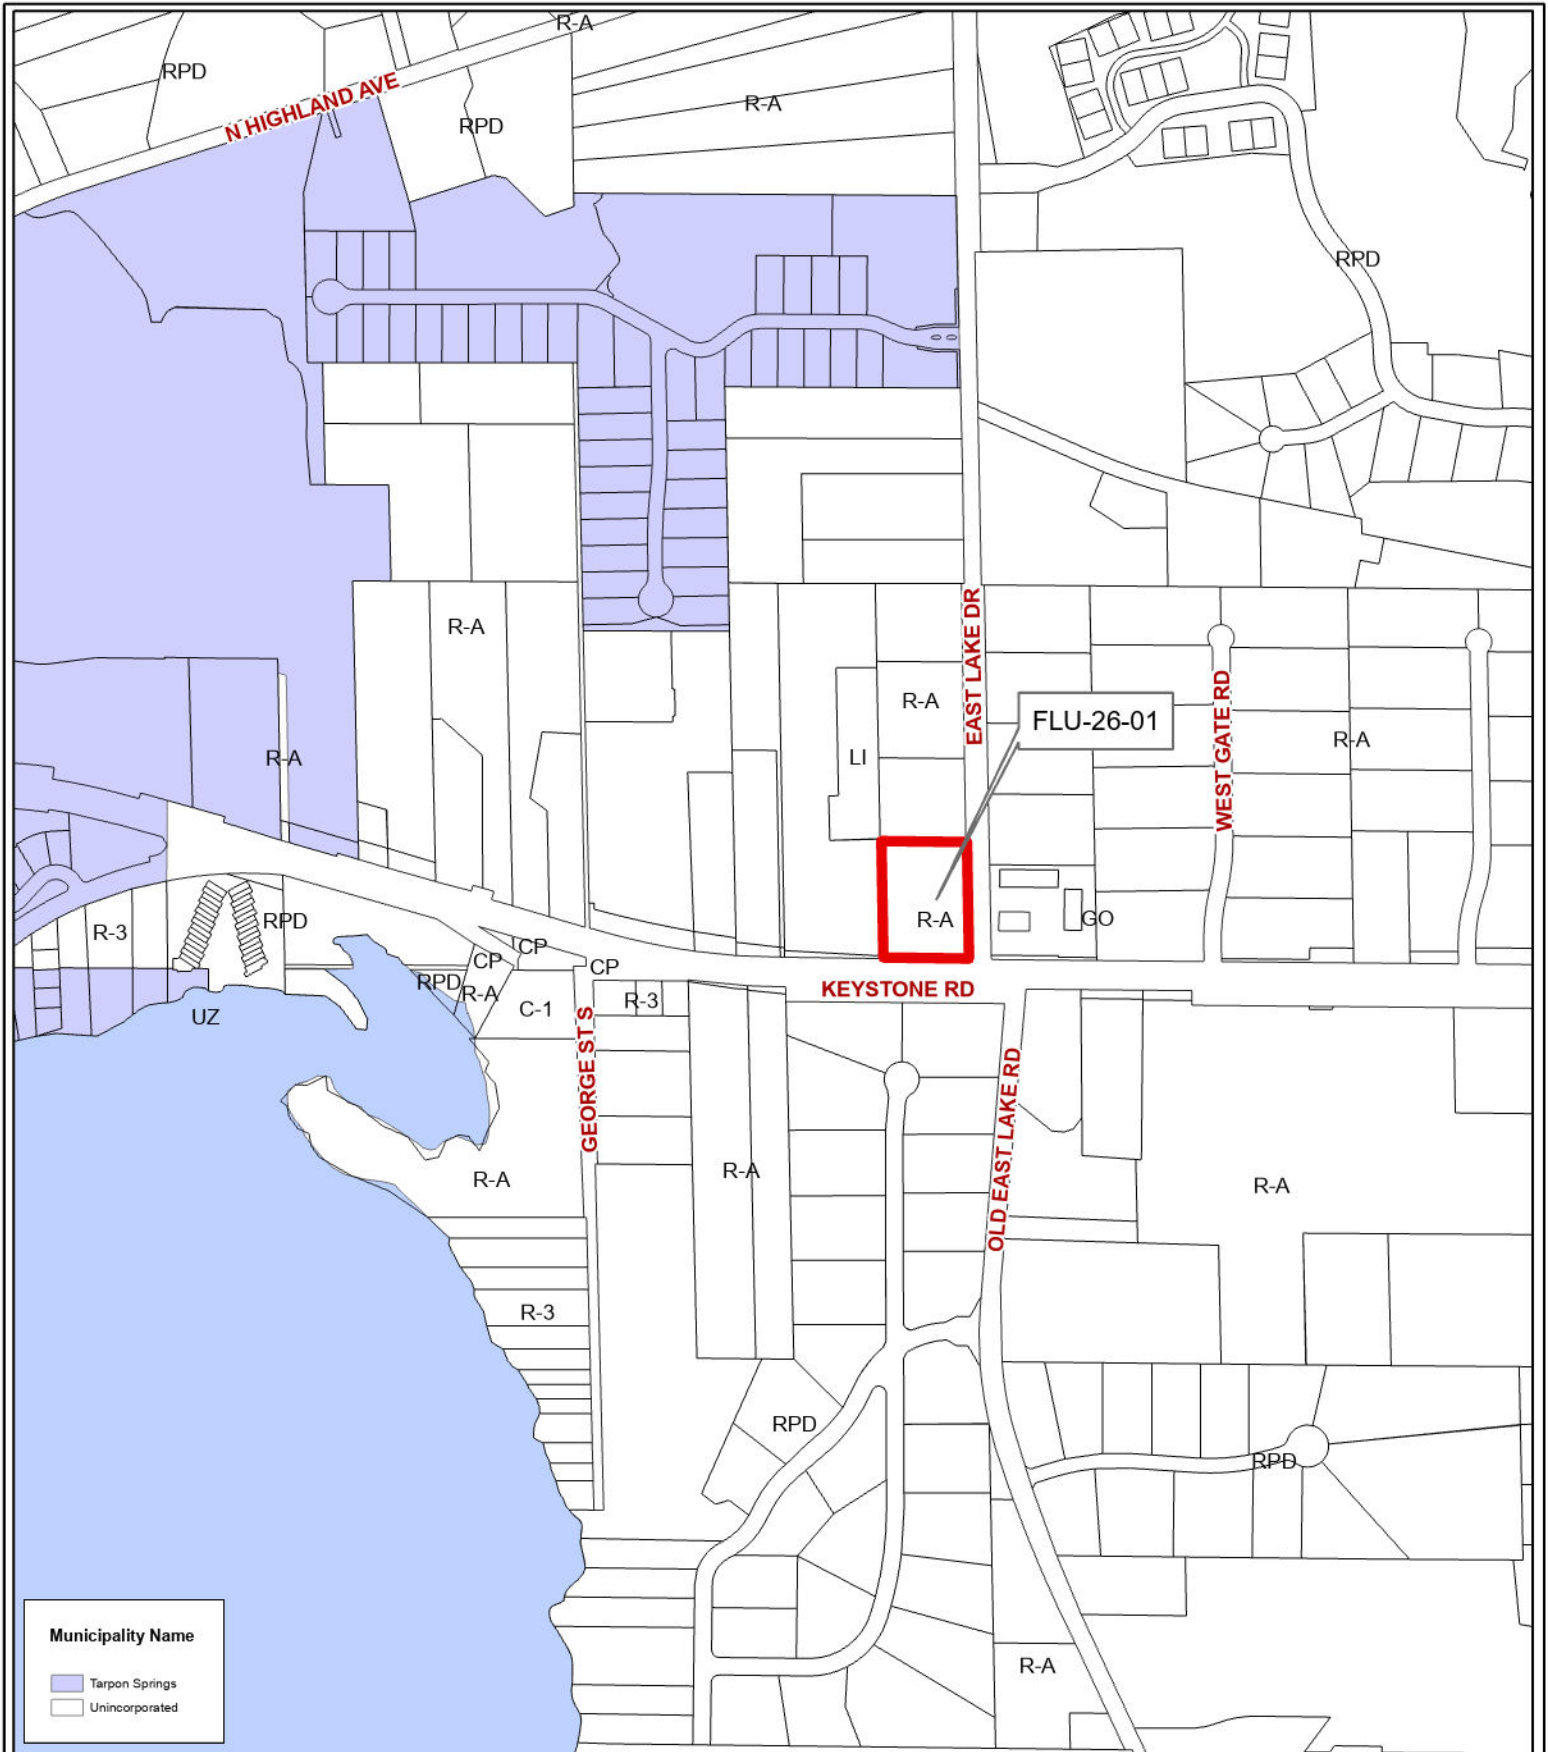 R-A
RPD
N HIGHLAND AVE
R-A
RPD
RPD
R-A
EAST LAKE DR
R-A
FLU-26-01
WEST GATE RD
R-A
R-A
LI
R-A
GO
R-3
RPD
CP
CP
CP
RPD
R-A
C-1
R-3
KEYSTONE RD
UZ
GEORGE ST S
OLD EAST LAKE RD
R-A
R-A
R-A
R-3
RPD
RPD
R-A
Municipality Name
Tarpon Springs
Unincorporated